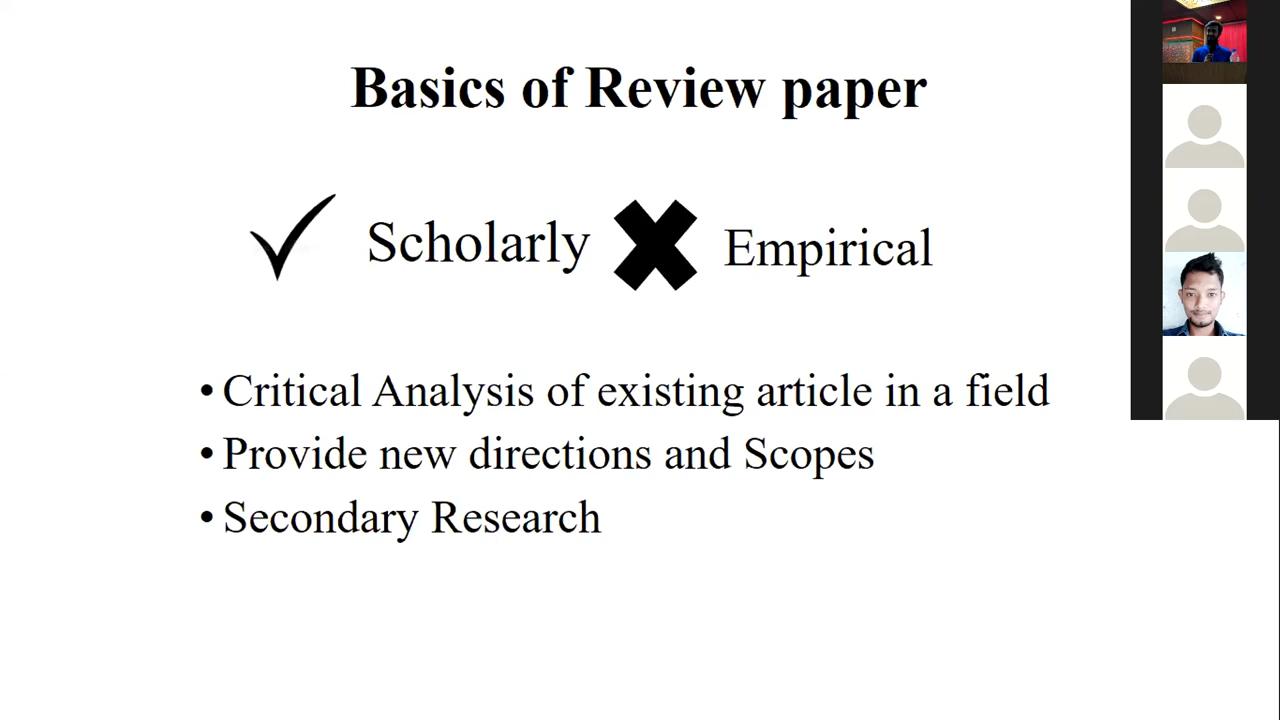 Basics of Review paper
Scholarly Empirical
• Critical Analysis of existing article in a field
• Provide new directions and Scopes
• Secondary Research